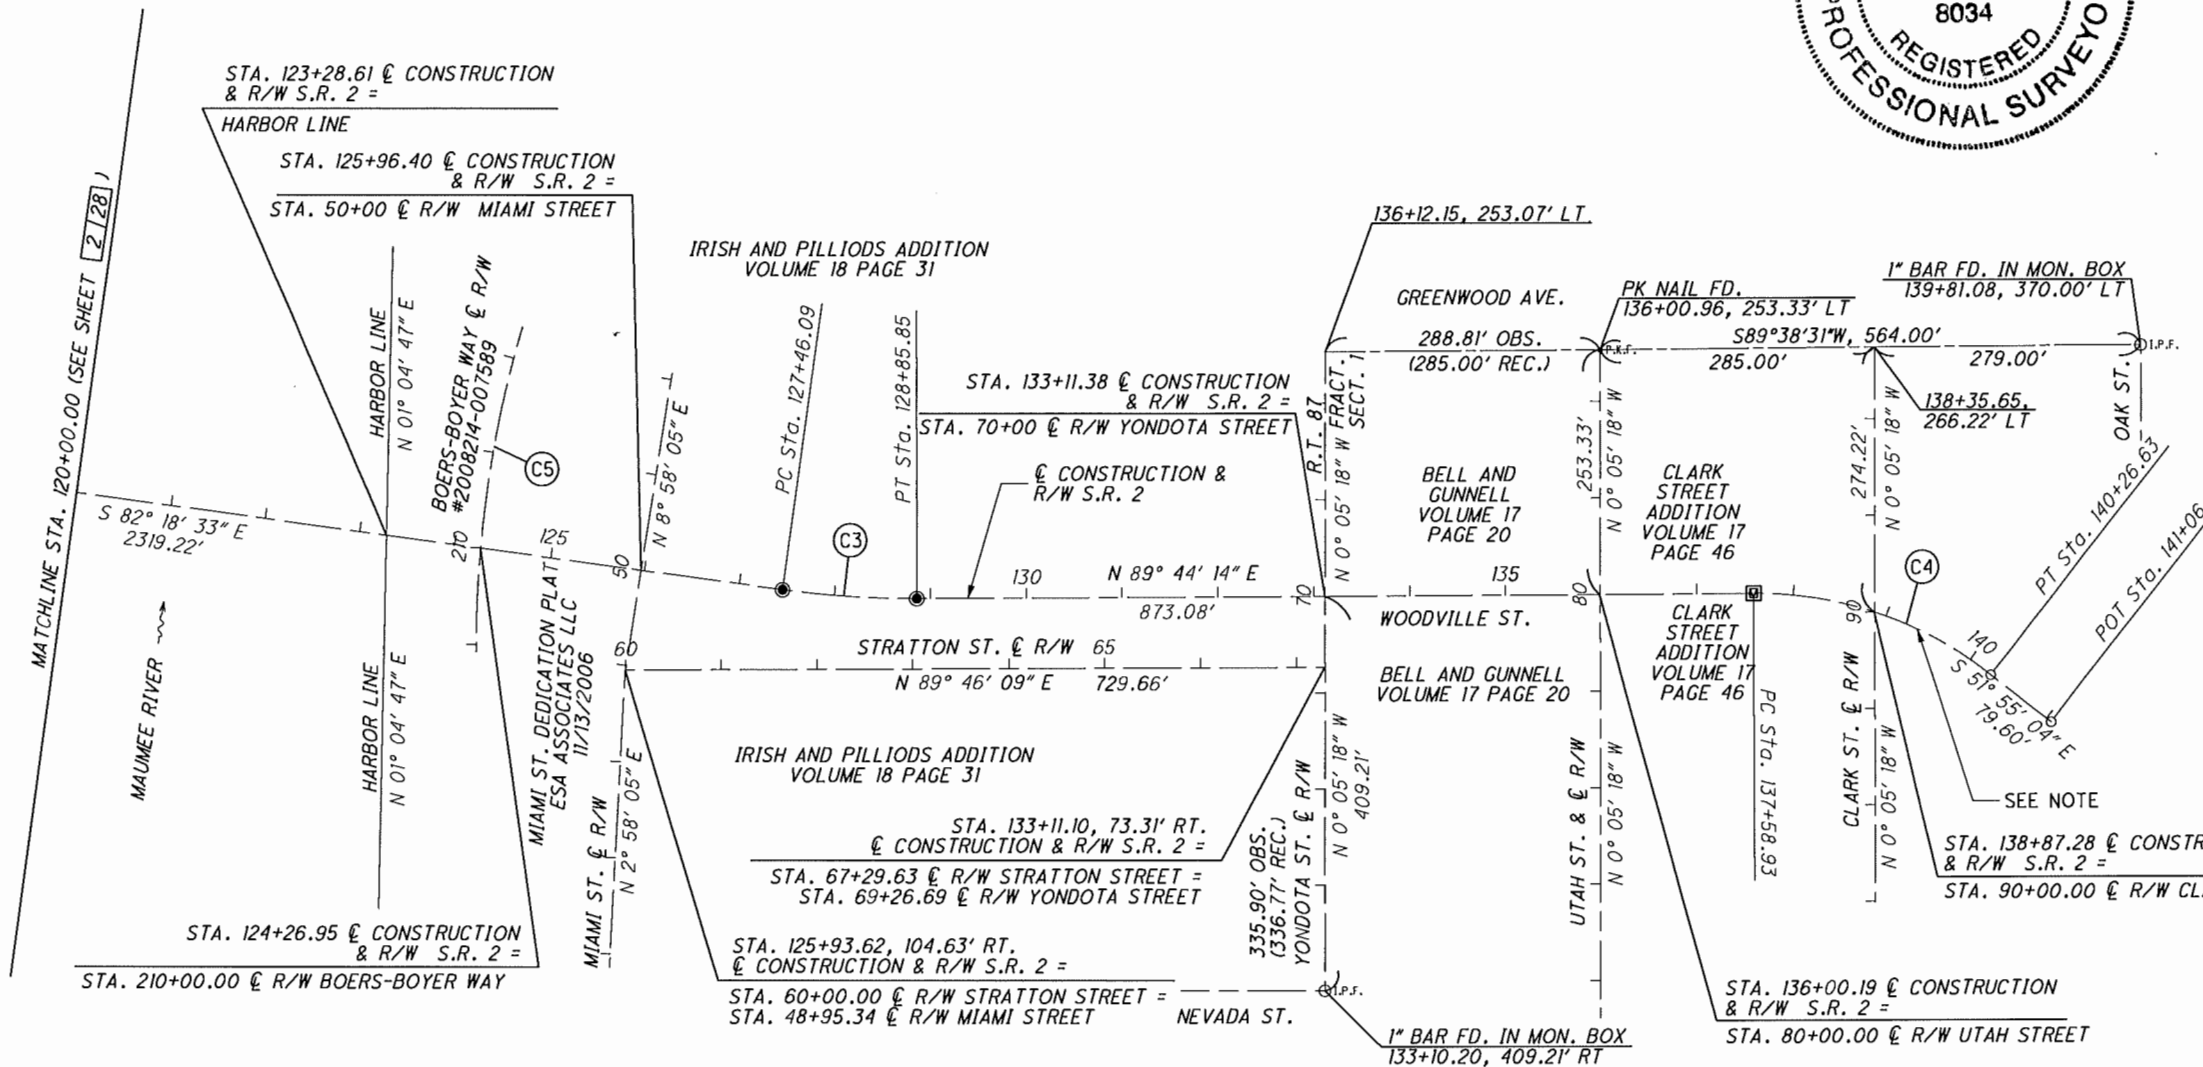 8034
REGISTERED
PROFESSIONAL SURVEYO
STA. 123+28.61 ℄ CONSTRUCTION
& R/W S.R. 2 =
HARBOR LINE
STA. 125+96.40 ℄ CONSTRUCTION
& R/W S.R. 2 =
STA. 50+00 ℄ R/W MIAMI STREET
MATCHLINE STA. 120+00.00 (SEE SHEET 2 | 28 )
HARBOR LINE
N 01° 04' 47" E
BOERS-BOYER WAY ℄ R/W
#2008214-007589
C5
N 8° 58' 05" E
IRISH AND PILLIODS ADDITION
VOLUME 18 PAGE 31
PC Sta. 127+46.09
PT Sta. 128+85.85
136+12.15, 253.07' LT.
GREENWOOD AVE.
288.81' OBS.
(285.00' REC.)
PK NAIL FD.
136+00.96, 253.33' LT
P.K.F.
1" BAR FD. IN MON. BOX
139+81.08, 370.00' LT
S89°38'31"W, 564.00'
285.00'
279.00'
I.P.F.
138+35.65,
266.22' LT
OAK ST.
STA. 133+11.38 ℄ CONSTRUCTION
& R/W S.R. 2 =
STA. 70+00 ℄ R/W YONDOTA STREET
R.T. 87
FRACT.
SECT. 1
N 0° 05' 18" W
℄ CONSTRUCTION &
R/W S.R. 2
BELL AND
GUNNELL
VOLUME 17
PAGE 20
253.33'
N 0° 05' 18" W
CLARK
STREET
ADDITION
VOLUME 17
PAGE 46
274.22'
N 0° 05' 18" W
PT Sta. 140+26.63
POT Sta. 141+06
S 82° 18' 33" E
2319.22'
210
125
50
C3
130
N 89° 44' 14" E
873.08'
70
135
WOODVILLE ST.
80
M
90
C4
140
S 51° 55' 04" E
79.60'
MAUMEE RIVER
HARBOR LINE
N 01° 04' 47" E
MIAMI ST. DEDICATION PLAT
ESA ASSOCIATES LLC
11/13/2006
60
STRATTON ST. ℄ R/W
65
N 89° 46' 09" E
729.66'
BELL AND GUNNELL
VOLUME 17 PAGE 20
CLARK
STREET
ADDITION
VOLUME 17
PAGE 46
PC Sta. 137+58.93
MIAMI ST. ℄ R/W
N 2° 58' 05" E
IRISH AND PILLIODS ADDITION
VOLUME 18 PAGE 31
N 0° 05' 18" W
409.21'
335.90' OBS.
(336.77' REC.)
YONDOTA ST. ℄ R/W
UTAH ST. & ℄ R/W
N 0° 05' 18" W
CLARK ST. ℄ R/W
N 0° 05' 18" W
SEE NOTE
STA. 133+11.10, 73.31' RT.
℄ CONSTRUCTION & R/W S.R. 2 =
STA. 67+29.63 ℄ R/W STRATTON STREET =
STA. 69+26.69 ℄ R/W YONDOTA STREET
STA. 138+87.28 ℄ CONSTR
& R/W S.R. 2 =
STA. 90+00.00 ℄ R/W CL
STA. 124+26.95 ℄ CONSTRUCTION
& R/W S.R. 2 =
STA. 210+00.00 ℄ R/W BOERS-BOYER WAY
STA. 125+93.62, 104.63' RT.
℄ CONSTRUCTION & R/W S.R. 2 =
STA. 60+00.00 ℄ R/W STRATTON STREET =
STA. 48+95.34 ℄ R/W MIAMI STREET
NEVADA ST.
I.P.F.
1" BAR FD. IN MON. BOX
133+10.20, 409.21' RT
STA. 136+00.19 ℄ CONSTRUCTION
& R/W S.R. 2 =
STA. 80+00.00 ℄ R/W UTAH STREET